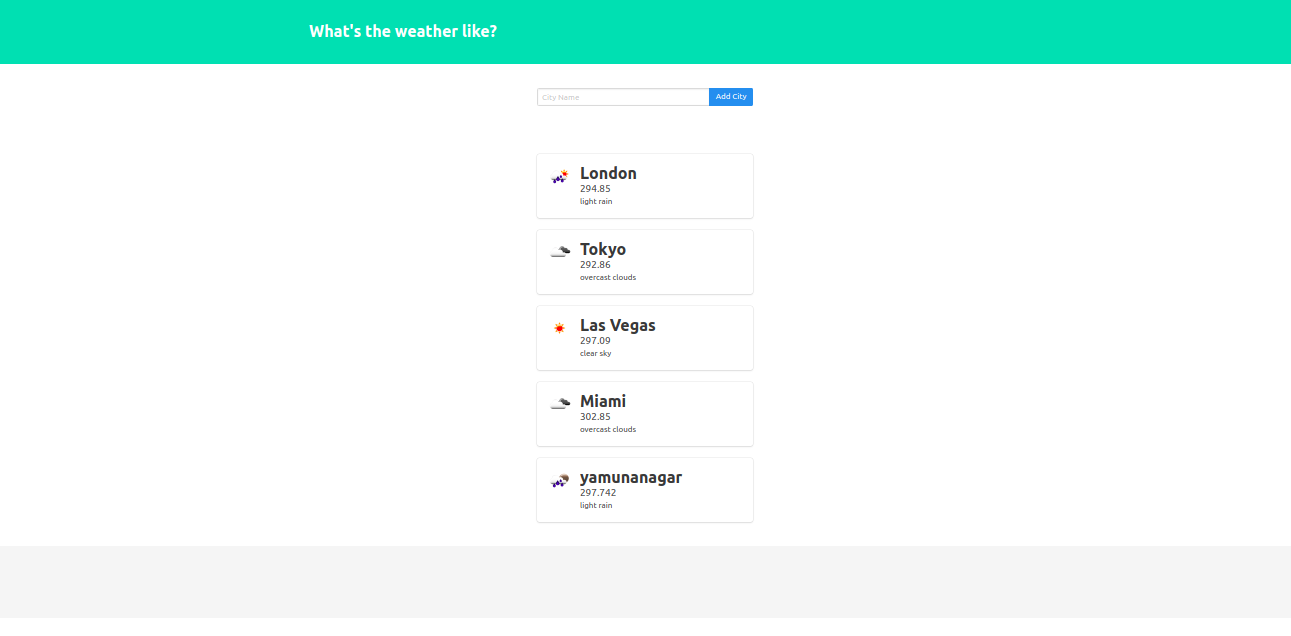 What's the weather like?
City Name
Add City
London
294.85
light rain
Tokyo
292.86
overcast clouds
Las Vegas
297.09
clear sky
Miami
302.85
overcast clouds
yamunanagar
297.742
light rain